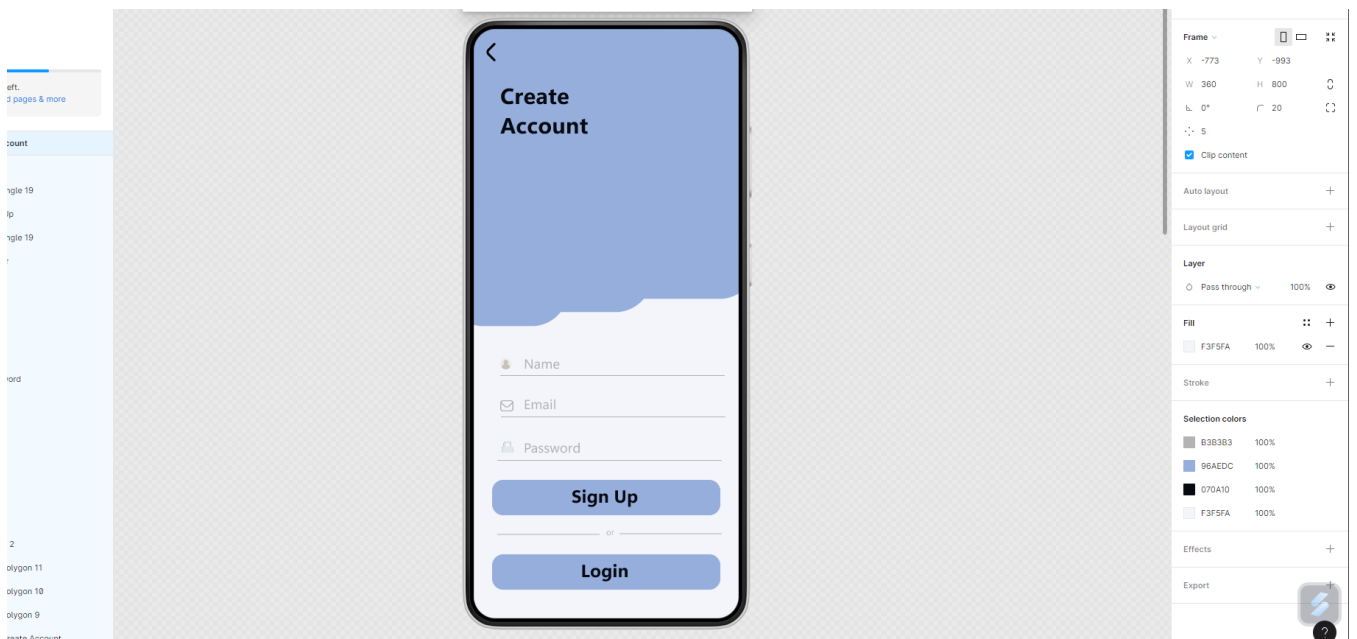 eft.
d pages & more
count
ngle 19
Up
ngle 19
word
2
olygon 11
olygon 10
olygon 9
reate Account
Create
Account
Name
Email
Password
Sign Up
or
Login
Frame
X -773 Y -993
W 360 H 800
0° 20
5
Clip content
Auto layout
Layout grid
Layer
Pass through 100%
Fill
F3F5FA 100%
Stroke
Selection colors
B3B3B3 100%
96AEDC 100%
070A10 100%
F3F5FA 100%
Effects
Export
?